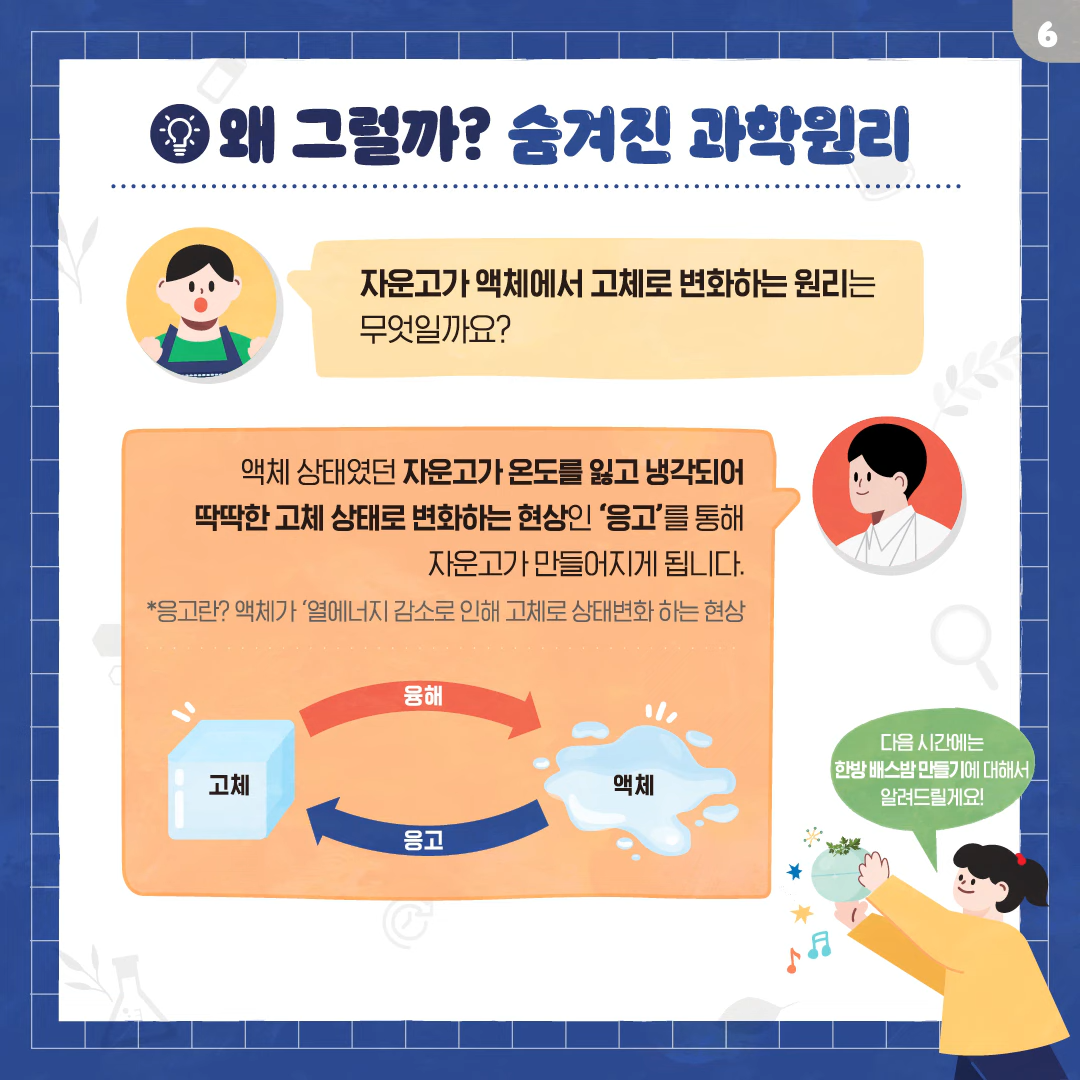 6
왜 그럴까? 숨겨진 과학원리
자운고가 액체에서 고체로 변화하는 원리는
무엇일까요?
액체 상태였던 자운고가 온도를 잃고 냉각되어
딱딱한 고체 상태로 변화하는 현상인 ‘응고’를 통해
자운고가 만들어지게 됩니다.
*응고란? 액체가 ‘열에너지 감소로 인해 고체로 상태변화 하는 현상
융해
고체
액체
응고
다음 시간에는
한방 배스밤 만들기에 대해서
알려드릴게요!